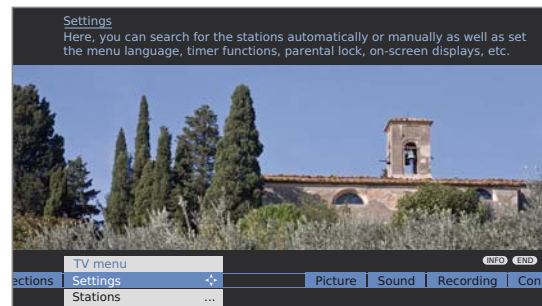 Settings
Here, you can search for the stations automatically or manually as well as set
the menu language, timer functions, parental lock, on-screen displays, etc.
INFO END
TV menu
ections Settings Picture Sound Recording Con
Stations ...